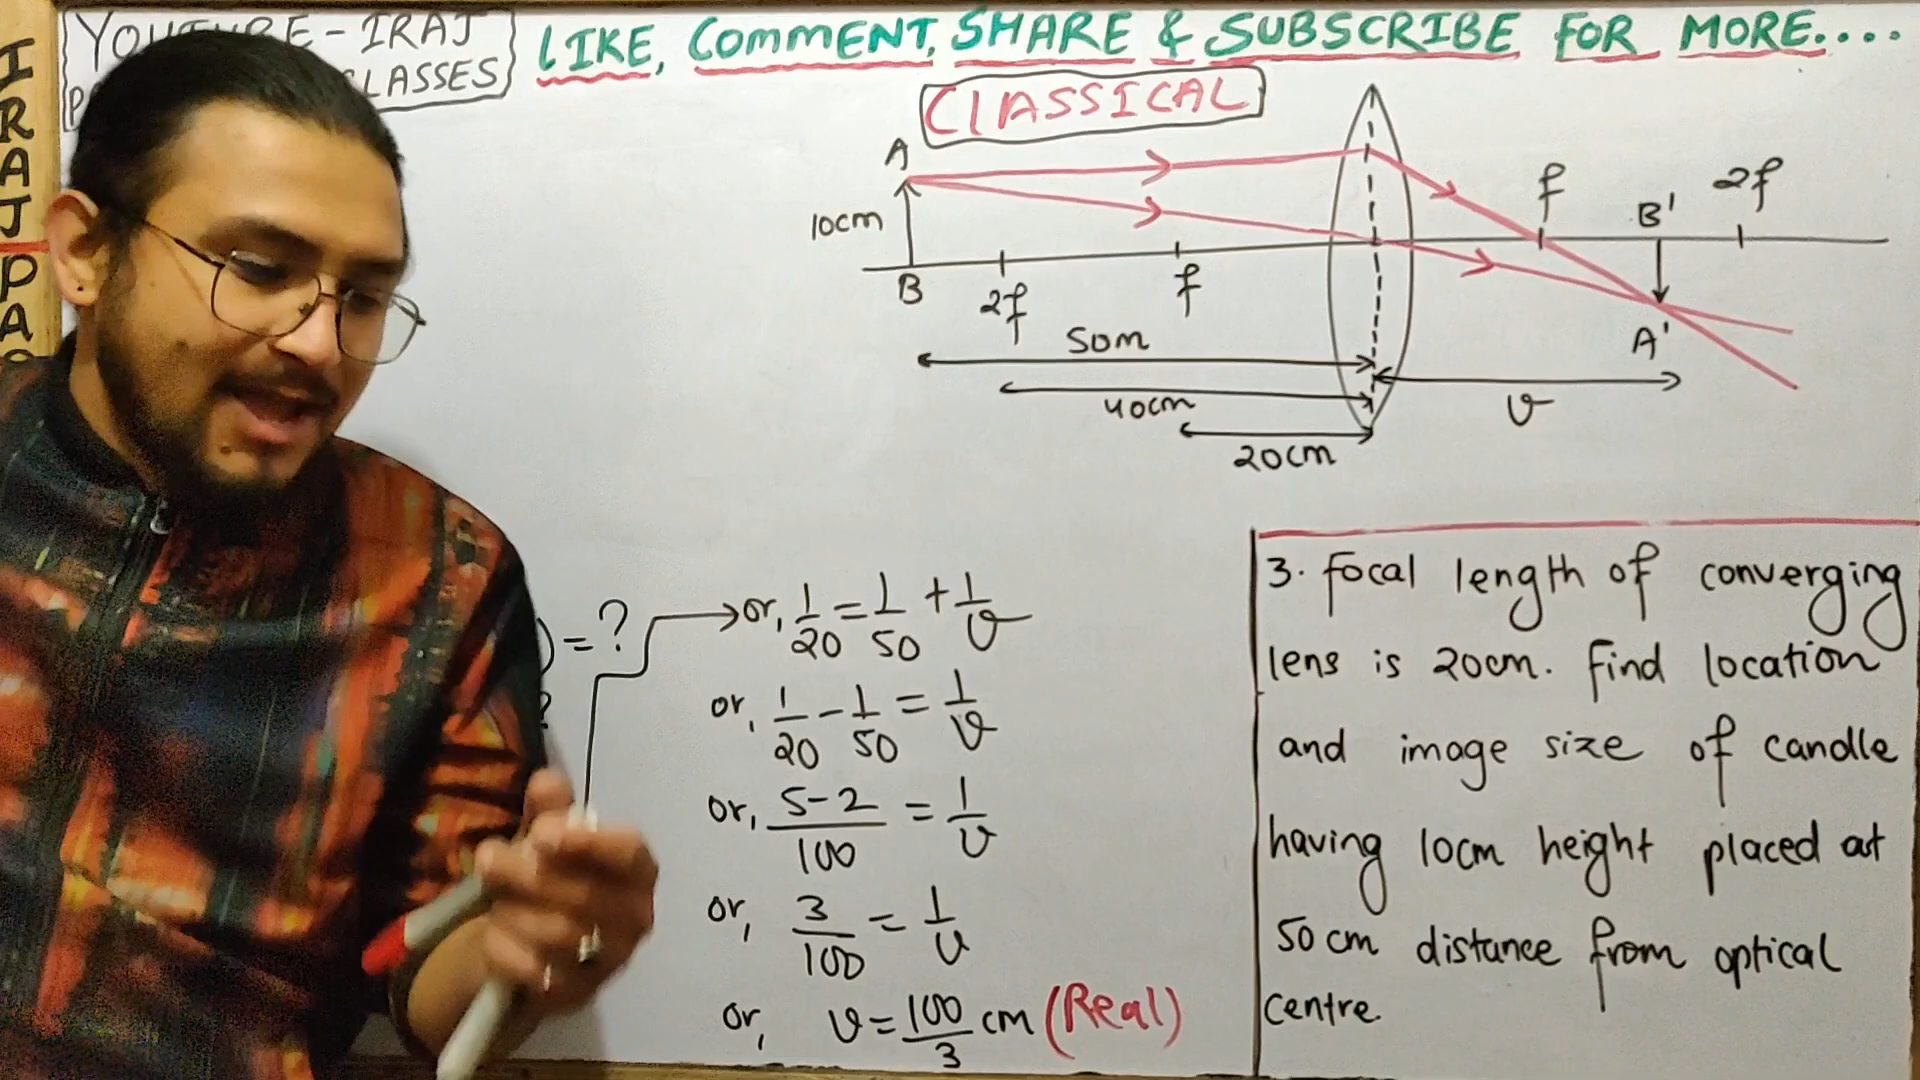 YOUTUBE - IRAJ
CLASSES
LIKE, COMMENT, SHARE & SUBSCRIBE FOR MORE....
I
R
A
J
P
A
CLASSICAL
A
10cm
B
2f
f
f
B'
2f
A'
50m
40cm
20cm
v
) = ?
?
or, 1/20 = 1/50 + 1/v
or, 1/20 - 1/50 = 1/v
or, 5-2/100 = 1/v
or, 3/100 = 1/v
or, v = 100/3 cm (Real)
3. focal length of converging
lens is 20cm. find location
and image size of candle
having 10cm height placed at
50 cm distance from optical
centre.